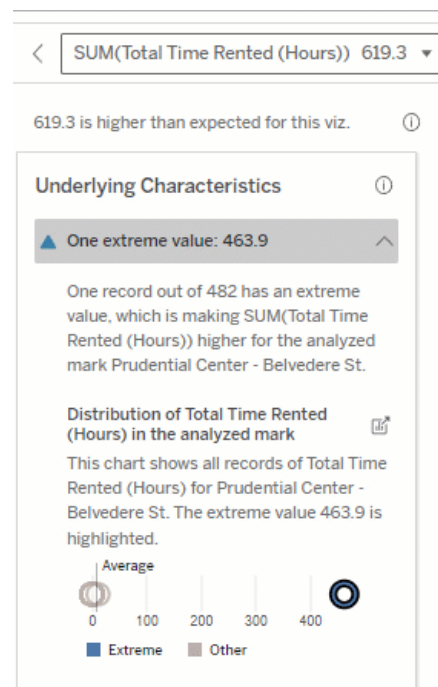 SUM(Total Time Rented (Hours)) 619.3
619.3 is higher than expected for this viz.
Underlying Characteristics
One extreme value: 463.9
One record out of 482 has an extreme
value, which is making SUM(Total Time
Rented (Hours)) higher for the analyzed
mark Prudential Center - Belvedere St.
Distribution of Total Time Rented
(Hours) in the analyzed mark
This chart shows all records of Total Time
Rented (Hours) for Prudential Center -
Belvedere St. The extreme value 463.9 is
highlighted.
Average
0 100 200 300 400
Extreme Other